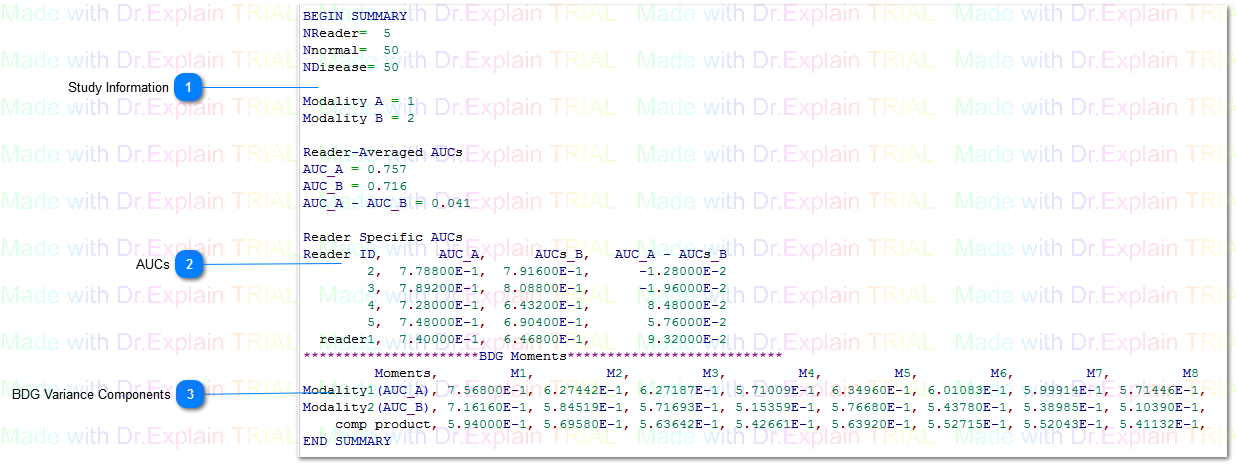 BEGIN SUMMARY
NReader=  5
Nnormal=  50
NDisease= 50
Study Information 1
Modality A = 1
Modality B = 2
Reader-Averaged AUCs
AUC_A = 0.757
AUC_B = 0.716
AUC_A - AUC_B = 0.041
Reader Specific AUCs
Reader ID,       AUC_A,      AUCs_B,   AUC_A - AUCs_B
AUCs 2
2,  7.78800E-1,  7.91600E-1,      -1.28000E-2
3,  7.89200E-1,  8.08800E-1,      -1.96000E-2
4,  7.28000E-1,  6.43200E-1,       8.48000E-2
5,  7.48000E-1,  6.90400E-1,       5.76000E-2
reader1,  7.40000E-1,  6.46800E-1,       9.32000E-2
**********************BDG Moments***************************
Moments,         M1,         M2,         M3,         M4,         M5,         M6,         M7,         M8
BDG Variance Components 3
Modality1(AUC_A), 7.56800E-1, 6.27442E-1, 6.27187E-1, 5.71009E-1, 6.34960E-1, 6.01083E-1, 5.99914E-1, 5.71446E-1,
Modality2(AUC_B), 7.16160E-1, 5.84519E-1, 5.71693E-1, 5.15359E-1, 5.76680E-1, 5.43780E-1, 5.38985E-1, 5.10390E-1,
comp product, 5.94000E-1, 5.69580E-1, 5.63642E-1, 5.42661E-1, 5.63920E-1, 5.52715E-1, 5.52043E-1, 5.41132E-1,
END SUMMARY
Made with Dr.Explain TRIAL